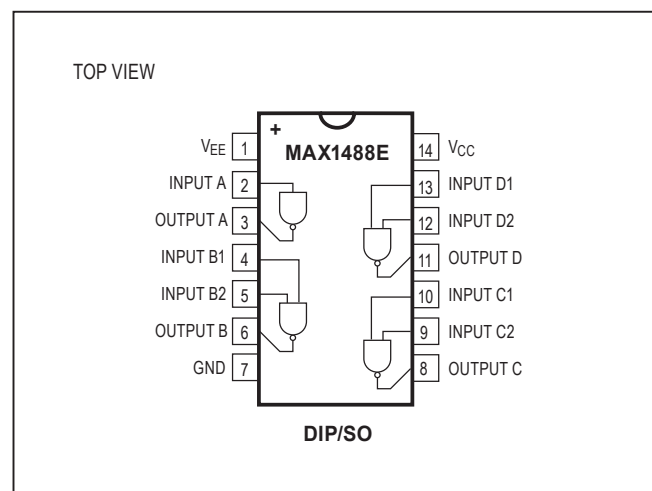 TOP VIEW
+
MAX1488E
VEE 1
INPUT A 2
OUTPUT A 3
INPUT B1 4
INPUT B2 5
OUTPUT B 6
GND 7
14 VCC
13 INPUT D1
12 INPUT D2
11 OUTPUT D
10 INPUT C1
9 INPUT C2
8 OUTPUT C
DIP/SO